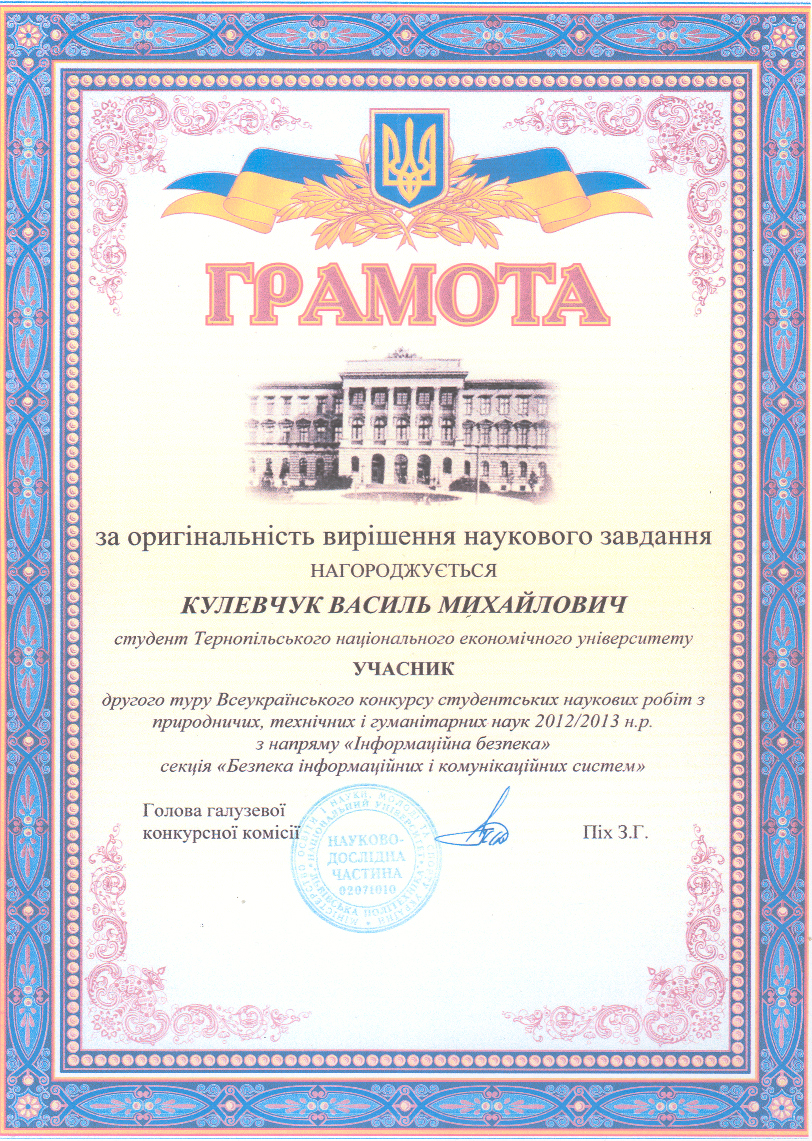 ГРАМОТА
за оригінальність вирішення наукового завдання
НАГОРОДЖУЄТЬСЯ
КУЛЕВЧУК ВАСИЛЬ МИХАЙЛОВИЧ
студент Тернопільського національного економічного університету
УЧАСНИК
другого туру Всеукраїнського конкурсу студентських наукових робіт з
природничих, технічних і гуманітарних наук 2012/2013 н.р.
з напряму «Інформаційна безпека»
секція «Безпека інформаційних і комунікаційних систем»
Голова галузевої
конкурсної комісії
Піх З.Г.
НАУКОВО-
ДОСЛІДНА
ЧАСТИНА
02071010